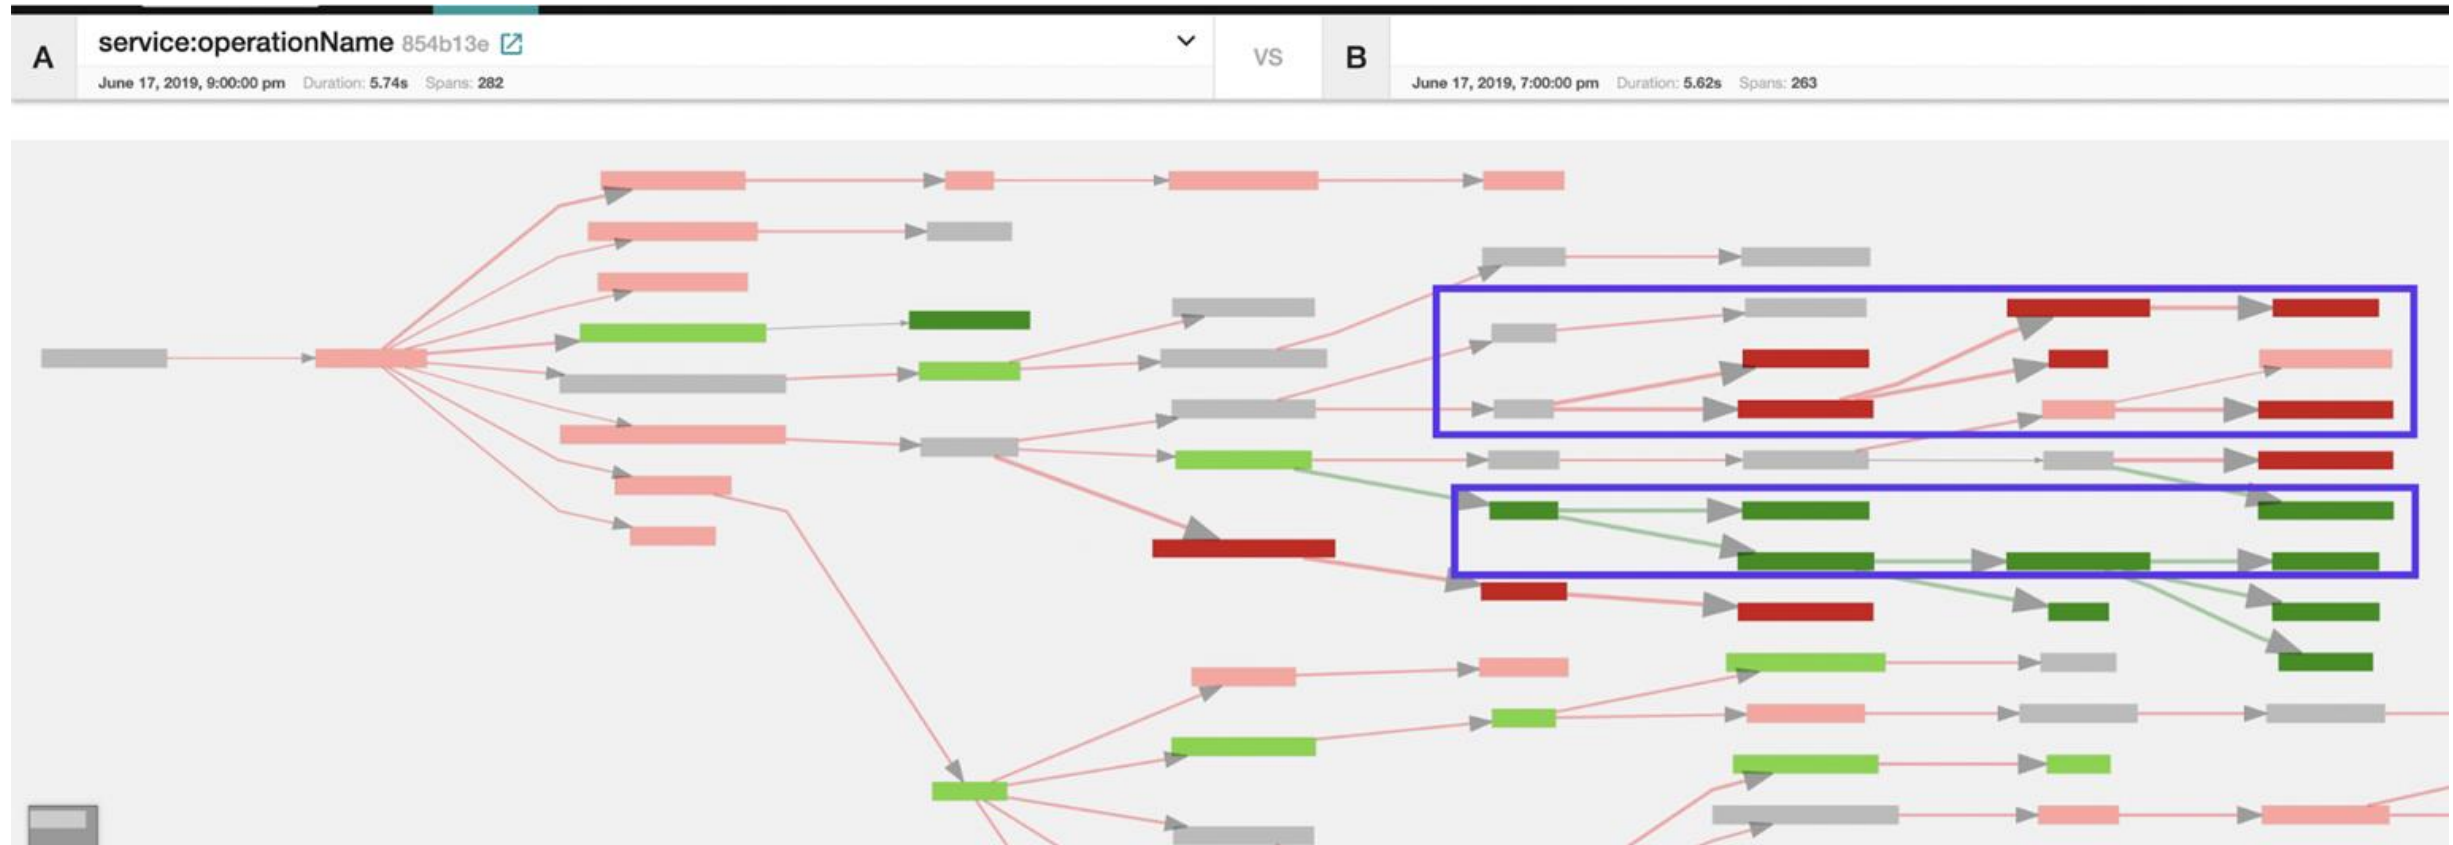 A
service:operationName 854b13e
June 17, 2019, 9:00:00 pm Duration: 5.74s Spans: 282
VS
B
June 17, 2019, 7:00:00 pm Duration: 5.62s Spans: 263